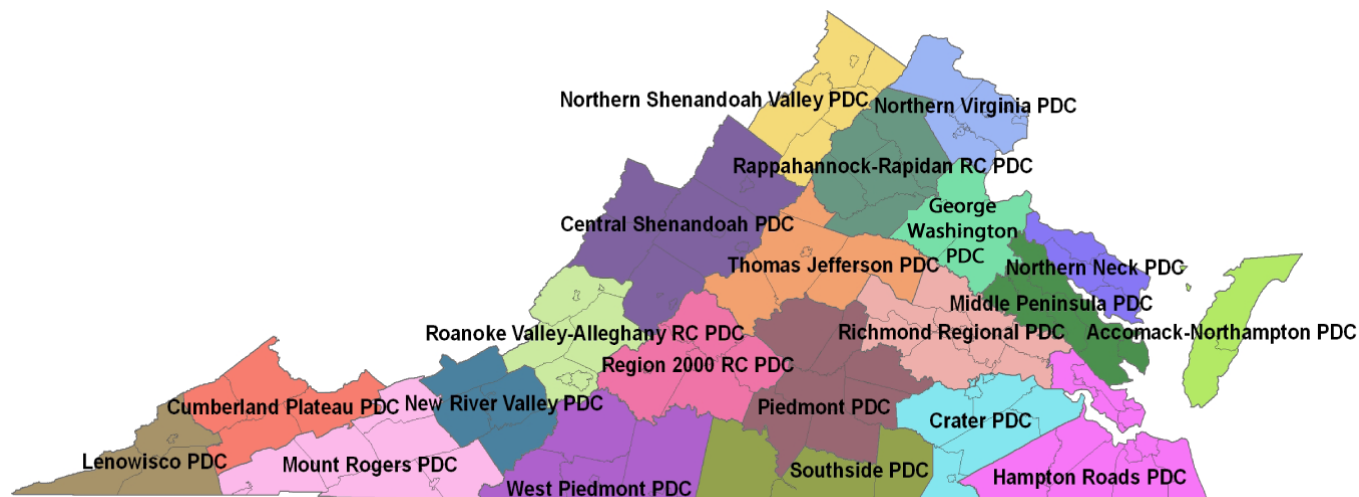 Northern Shenandoah Valley PDC
Northern Virginia PDC
Rappahannock-Rapidan RC PDC
George
Washington
PDC
Central Shenandoah PDC
Thomas Jefferson PDC
Northern Neck PDC
Middle Peninsula PDC
Roanoke Valley-Alleghany RC PDC
Richmond-Regional PDC
Accomack-Northampton PDC
Region 2000 RC PDC
Cumberland Plateau PDC
New River Valley PDC
Piedmont PDC
Crater PDC
Lenowisco PDC
Mount Rogers PDC
Southside PDC
Hampton Roads PDC
West Piedmont PDC